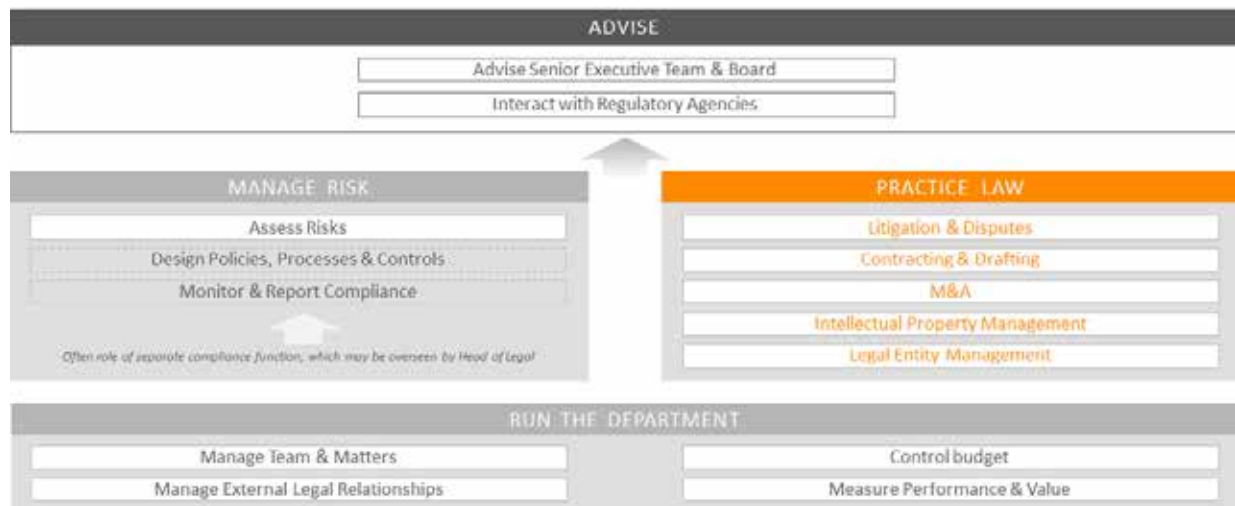 ADVISE
Advise Senior Executive Team & Board
Interact with Regulatory Agencies
MANAGE RISK
Assess Risks
Design Policies, Processes & Controls
Monitor & Report Compliance
Often role of separate compliance function, which may be overseen by Head of Legal
PRACTICE LAW
Litigation & Disputes
Contracting & Drafting
M&A
Intellectual Property Management
Legal Entity Management
RUN THE DEPARTMENT
Manage Team & Matters
Manage External Legal Relationships
Control budget
Measure Performance & Value